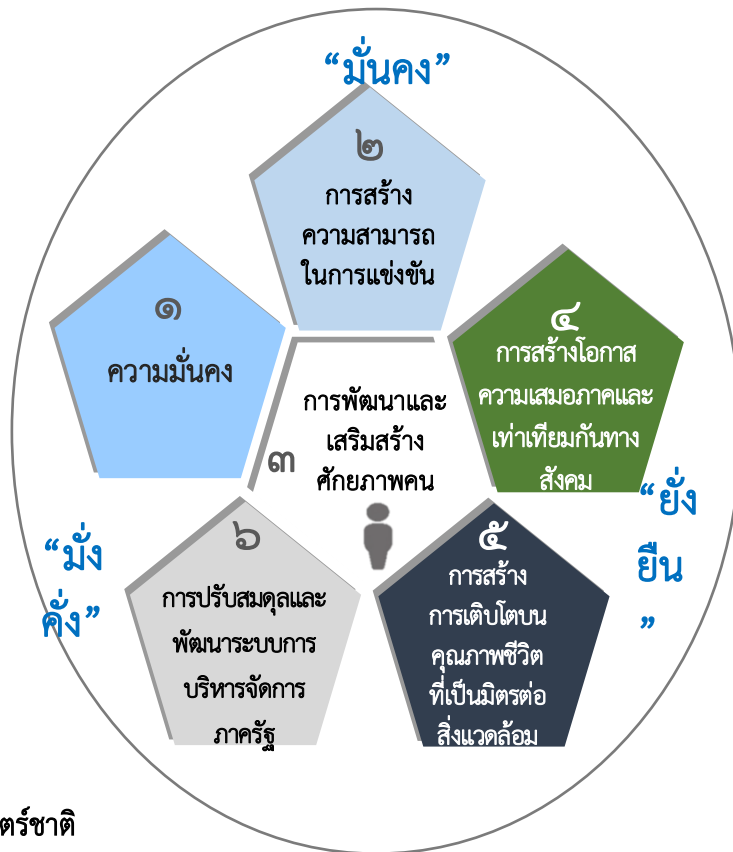 “มั่นคง”
๒
การสร้าง
ความสามารถ
ในการแข่งขัน
๑
ความมั่นคง
๔
การสร้างโอกาส
ความเสมอภาคและ
เท่าเทียมกันทาง
สังคม
๓
การพัฒนาและ
เสริมสร้าง
ศักยภาพคน
“มั่ง
คั่ง”
“ยั่ง
ยืน
”
๖
การปรับสมดุลและ
พัฒนาระบบการ
บริหารจัดการ
ภาครัฐ
๕
การสร้าง
การเติบโตบน
คุณภาพชีวิต
ที่เป็นมิตรต่อ
สิ่งแวดล้อม
ตร์ชาติ